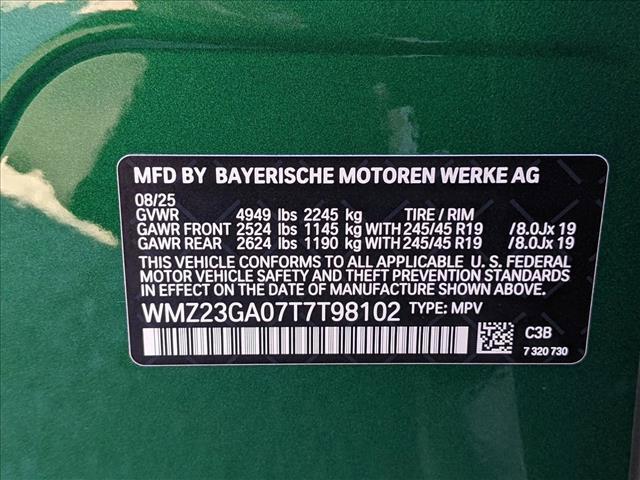 MFD BY BAYERISCHE MOTOREN WERKE AG
08/25
GVWR 4949 lbs 2245 kg TIRE / RIM
GAWR FRONT 2524 lbs 1145 kg WITH 245/45 R19 /8.0Jx 19
GAWR REAR 2624 lbs 1190 kg WITH 245/45 R19 /8.0Jx 19
THIS VEHICLE CONFORMS TO ALL APPLICABLE U. S. FEDERAL
MOTOR VEHICLE SAFETY AND THEFT PREVENTION STANDARDS
IN EFFECT ON THE DATE OF MANUFACTURE SHOWN ABOVE.
WMZ23GA07T7T98102 TYPE: MPV
C3B
7 320 730